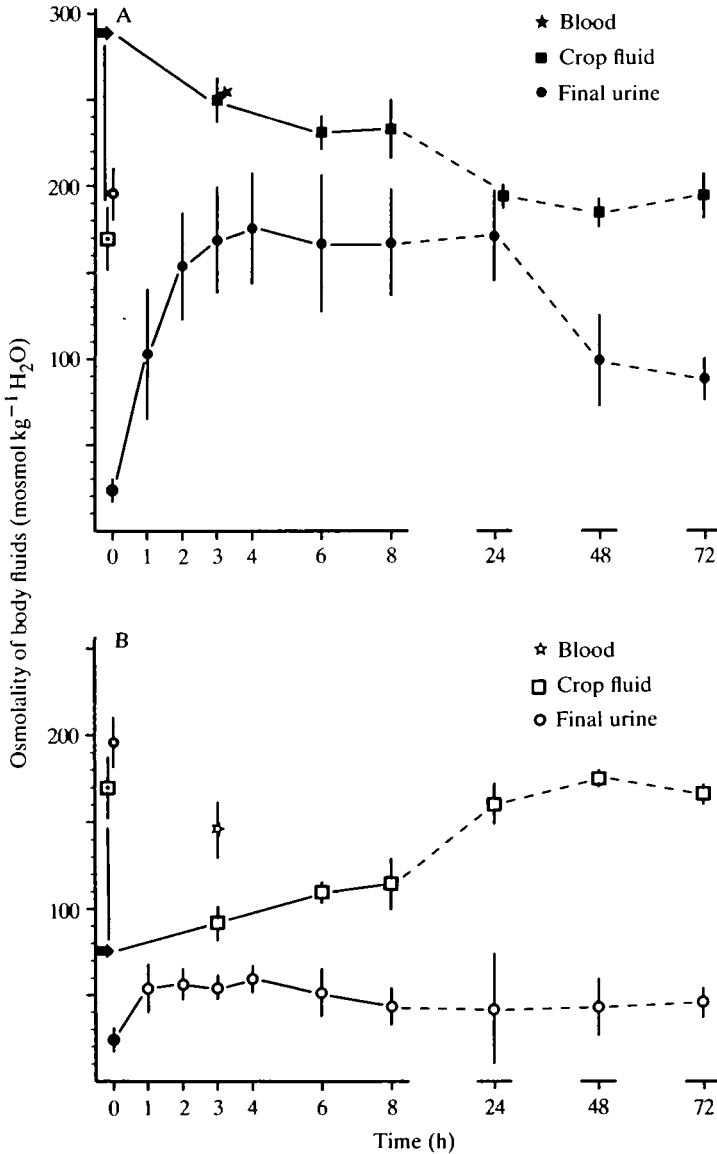 Osmolality of body fluids (mosmol kg⁻¹ H₂O)
A
300
200
100
★ Blood
■ Crop fluid
● Final urine
0 1 2 3 4 6 8 24 48 72
B
200
100
☆ Blood
□ Crop fluid
○ Final urine
0 1 2 3 4 6 8 24 48 72
Time (h)